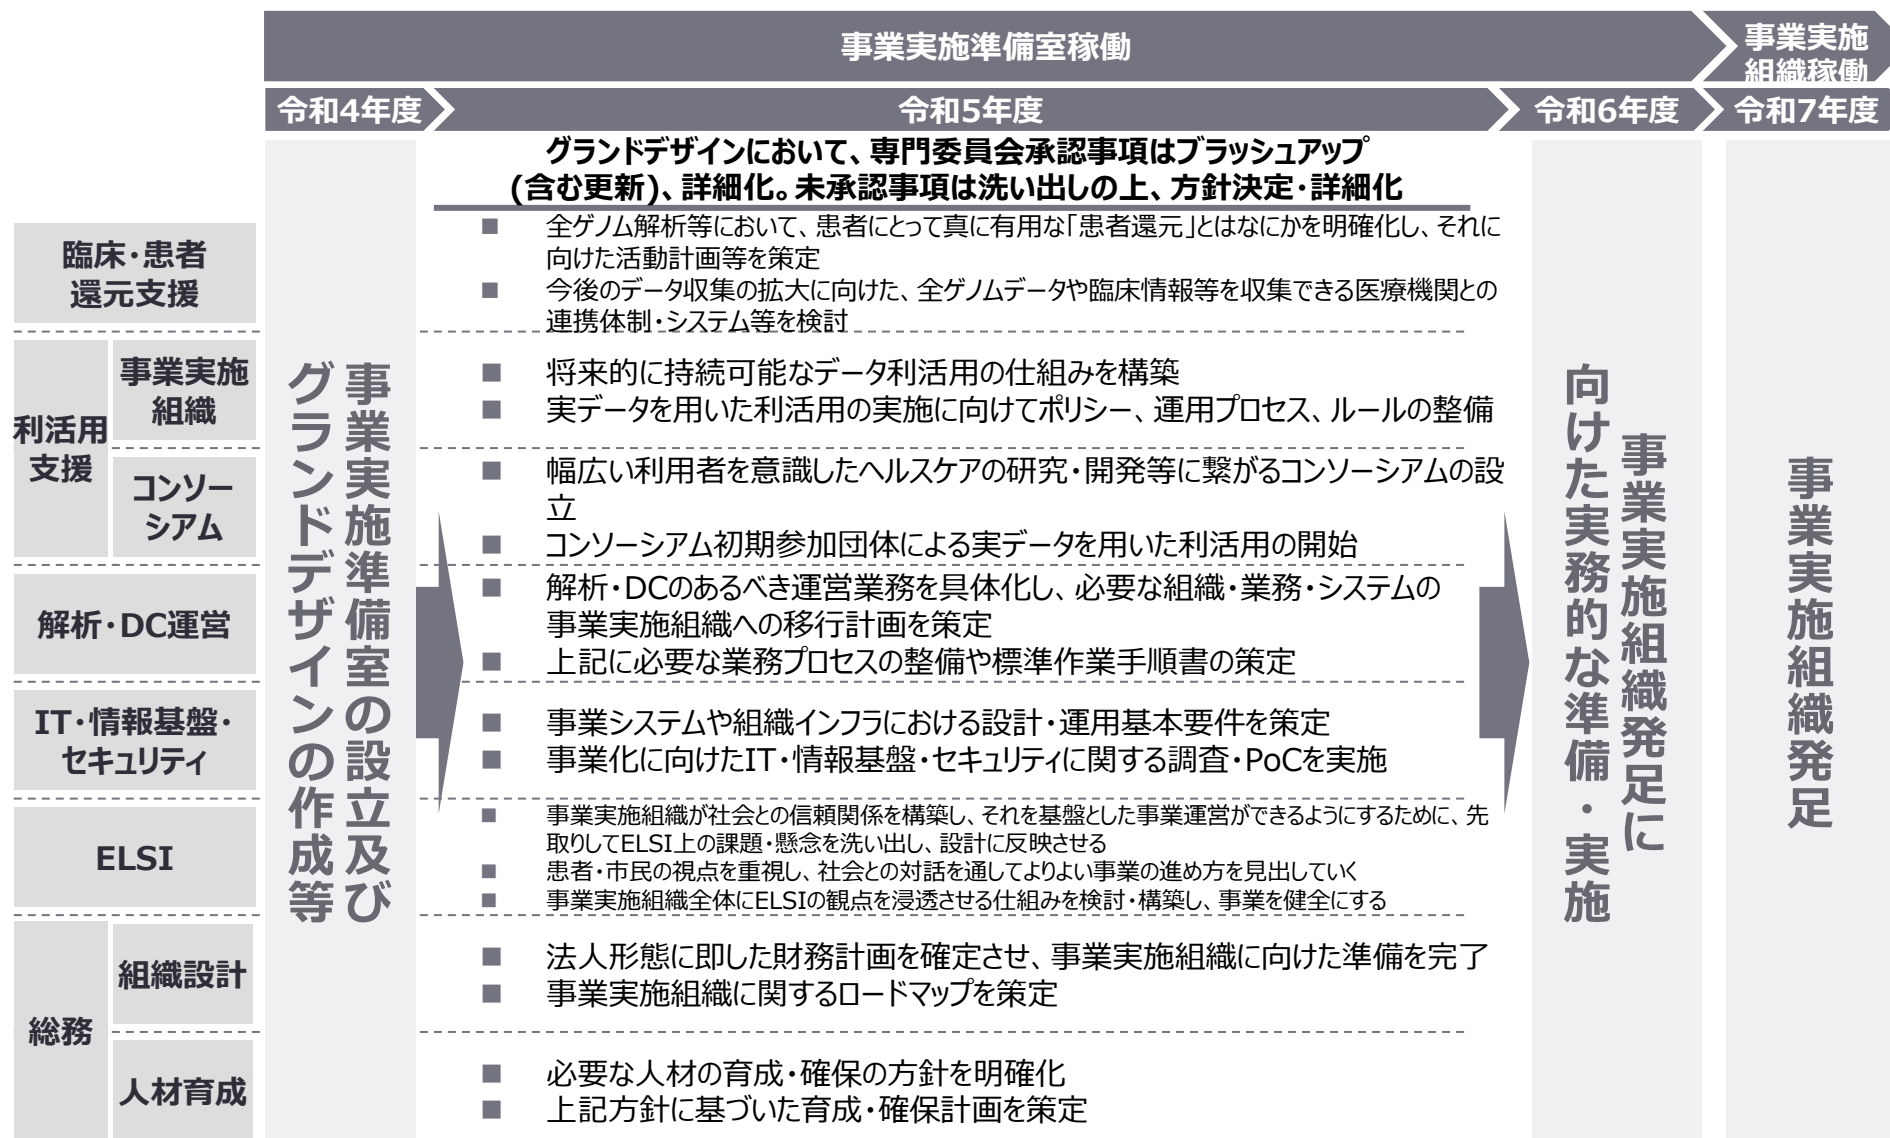 事業実施準備室稼働
事業実施
組織稼働
令和4年度
令和5年度
令和6年度
令和7年度
グランドデザインにおいて、専門委員会承認事項はブラッシュアップ
(含む更新)、詳細化。未承認事項は洗い出しの上、方針決定・詳細化
事業実施準備室の設立及び
グランドデザインの作成等
臨床・患者
還元支援
■ 全ゲノム解析等において、患者にとって真に有用な「患者還元」とはなにかを明確化し、それに
向けた活動計画等を策定
■ 今後のデータ収集の拡大に向けた、全ゲノムデータや臨床情報等を収集できる医療機関との
連携体制・システム等を検討
利活用
支援
事業実施
組織
■ 将来的に持続可能なデータ利活用の仕組みを構築
■ 実データを用いた利活用の実施に向けてポリシー、運用プロセス、ルールの整備
コンソー
シアム
■ 幅広い利用者を意識したヘルスケアの研究・開発等に繋がるコンソーシアムの設
立
■ コンソーシアム初期参加団体による実データを用いた利活用の開始
解析・DC運営
■ 解析・DCのあるべき運営業務を具体化し、必要な組織・業務・システムの
事業実施組織への移行計画を策定
■ 上記に必要な業務プロセスの整備や標準作業手順書の策定
IT・情報基盤・
セキュリティ
■ 事業システムや組織インフラにおける設計・運用基本要件を策定
■ 事業化に向けたIT・情報基盤・セキュリティに関する調査・PoCを実施
ELSI
■ 事業実施組織が社会との信頼関係を構築し、それを基盤とした事業運営ができるようにするために、先
取りしてELSI上の課題・懸念を洗い出し、設計に反映させる
■ 患者・市民の視点を重視し、社会との対話を通してよりよい事業の進め方を見出していく
■ 事業実施組織全体にELSIの観点を浸透させる仕組みを検討・構築し、事業を健全にする
総務
組織設計
■ 法人形態に即した財務計画を確定させ、事業実施組織に向けた準備を完了
■ 事業実施組織に関するロードマップを策定
人材育成
■ 必要な人材の育成・確保の方針を明確化
■ 上記方針に基づいた育成・確保計画を策定
事業実施組織発足に
向けた実務的な準備・実施
事業実施組織発足